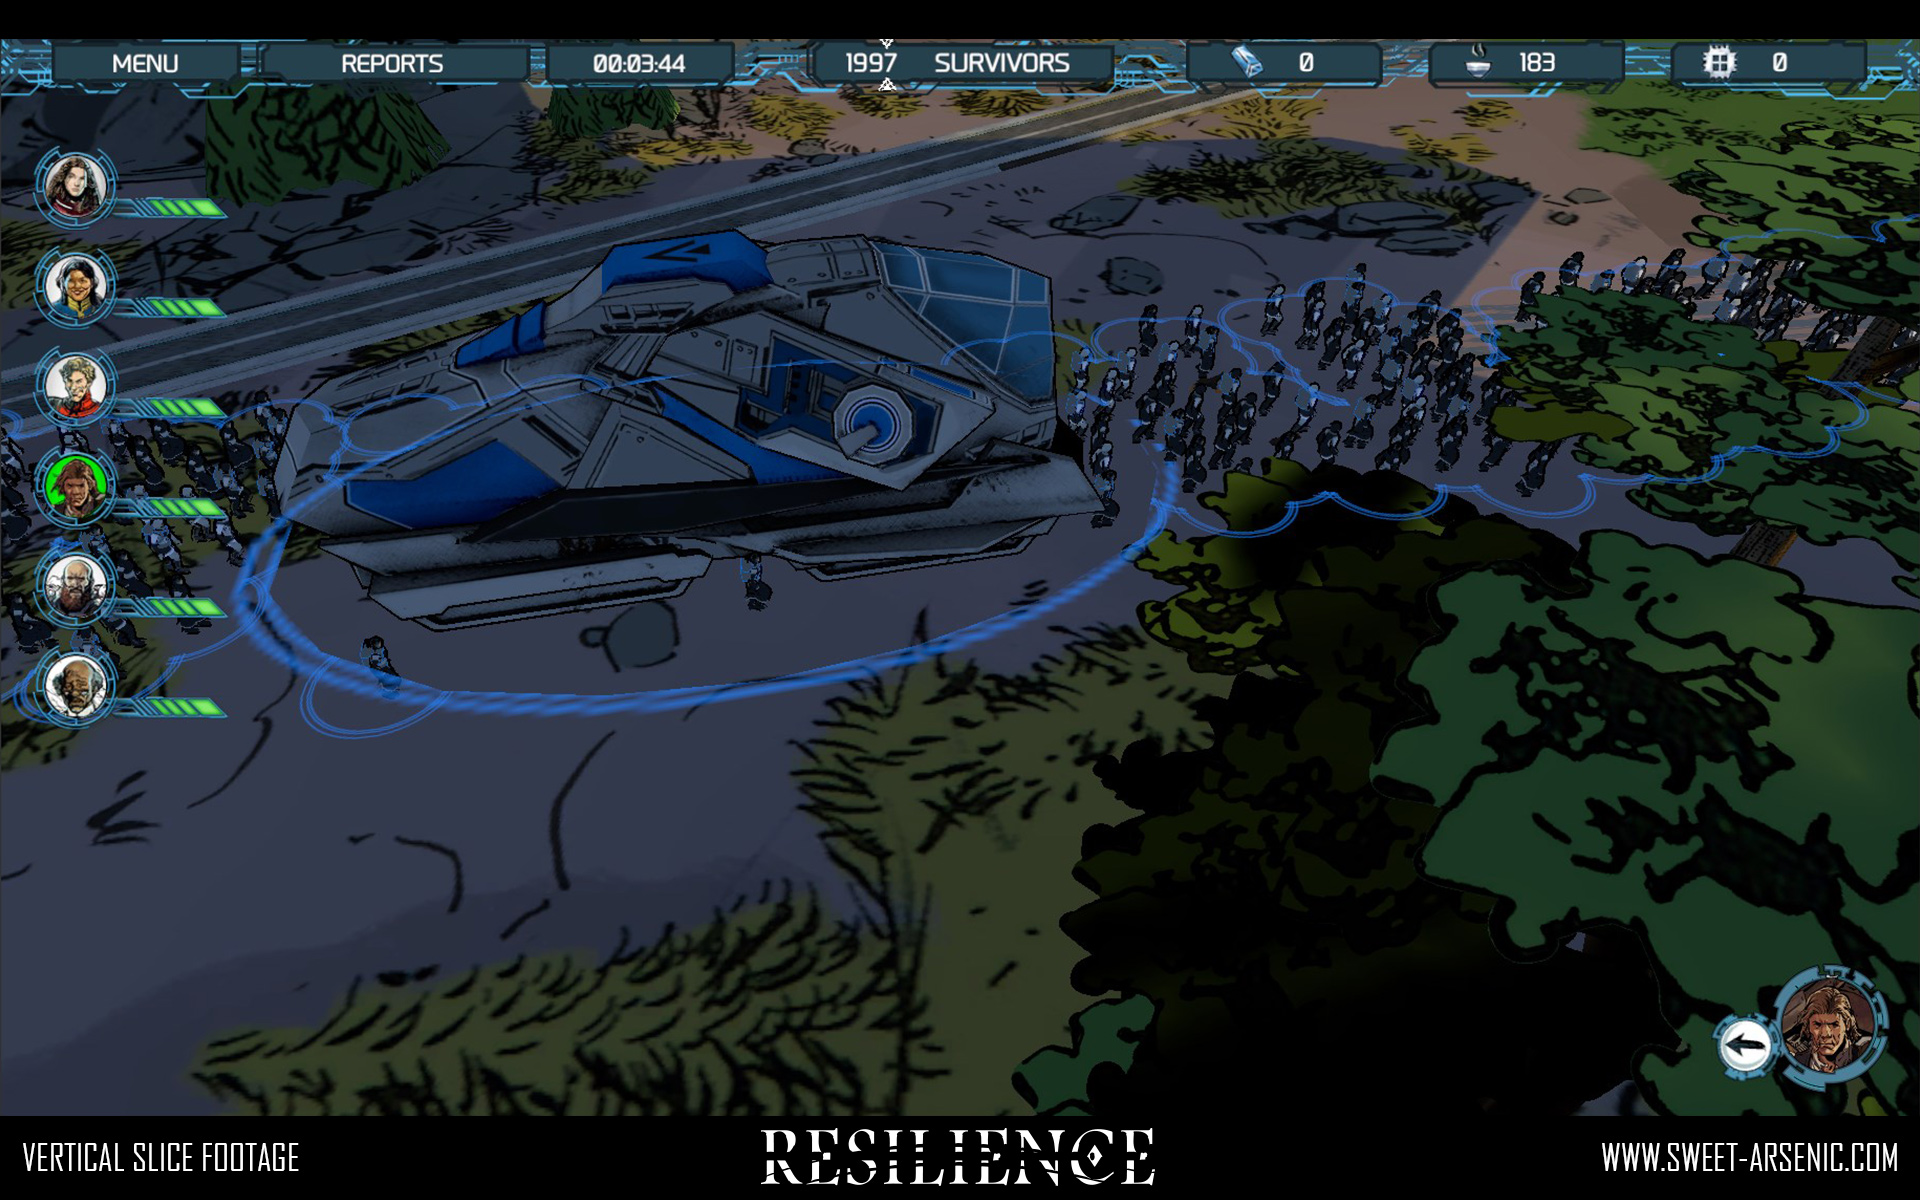 MENU
REPORTS
00:03:44
1997 SURVIVORS
0
183
0
VERTICAL SLICE FOOTAGE
RESILIENCE
WWW.SWEET-ARSENIC.COM